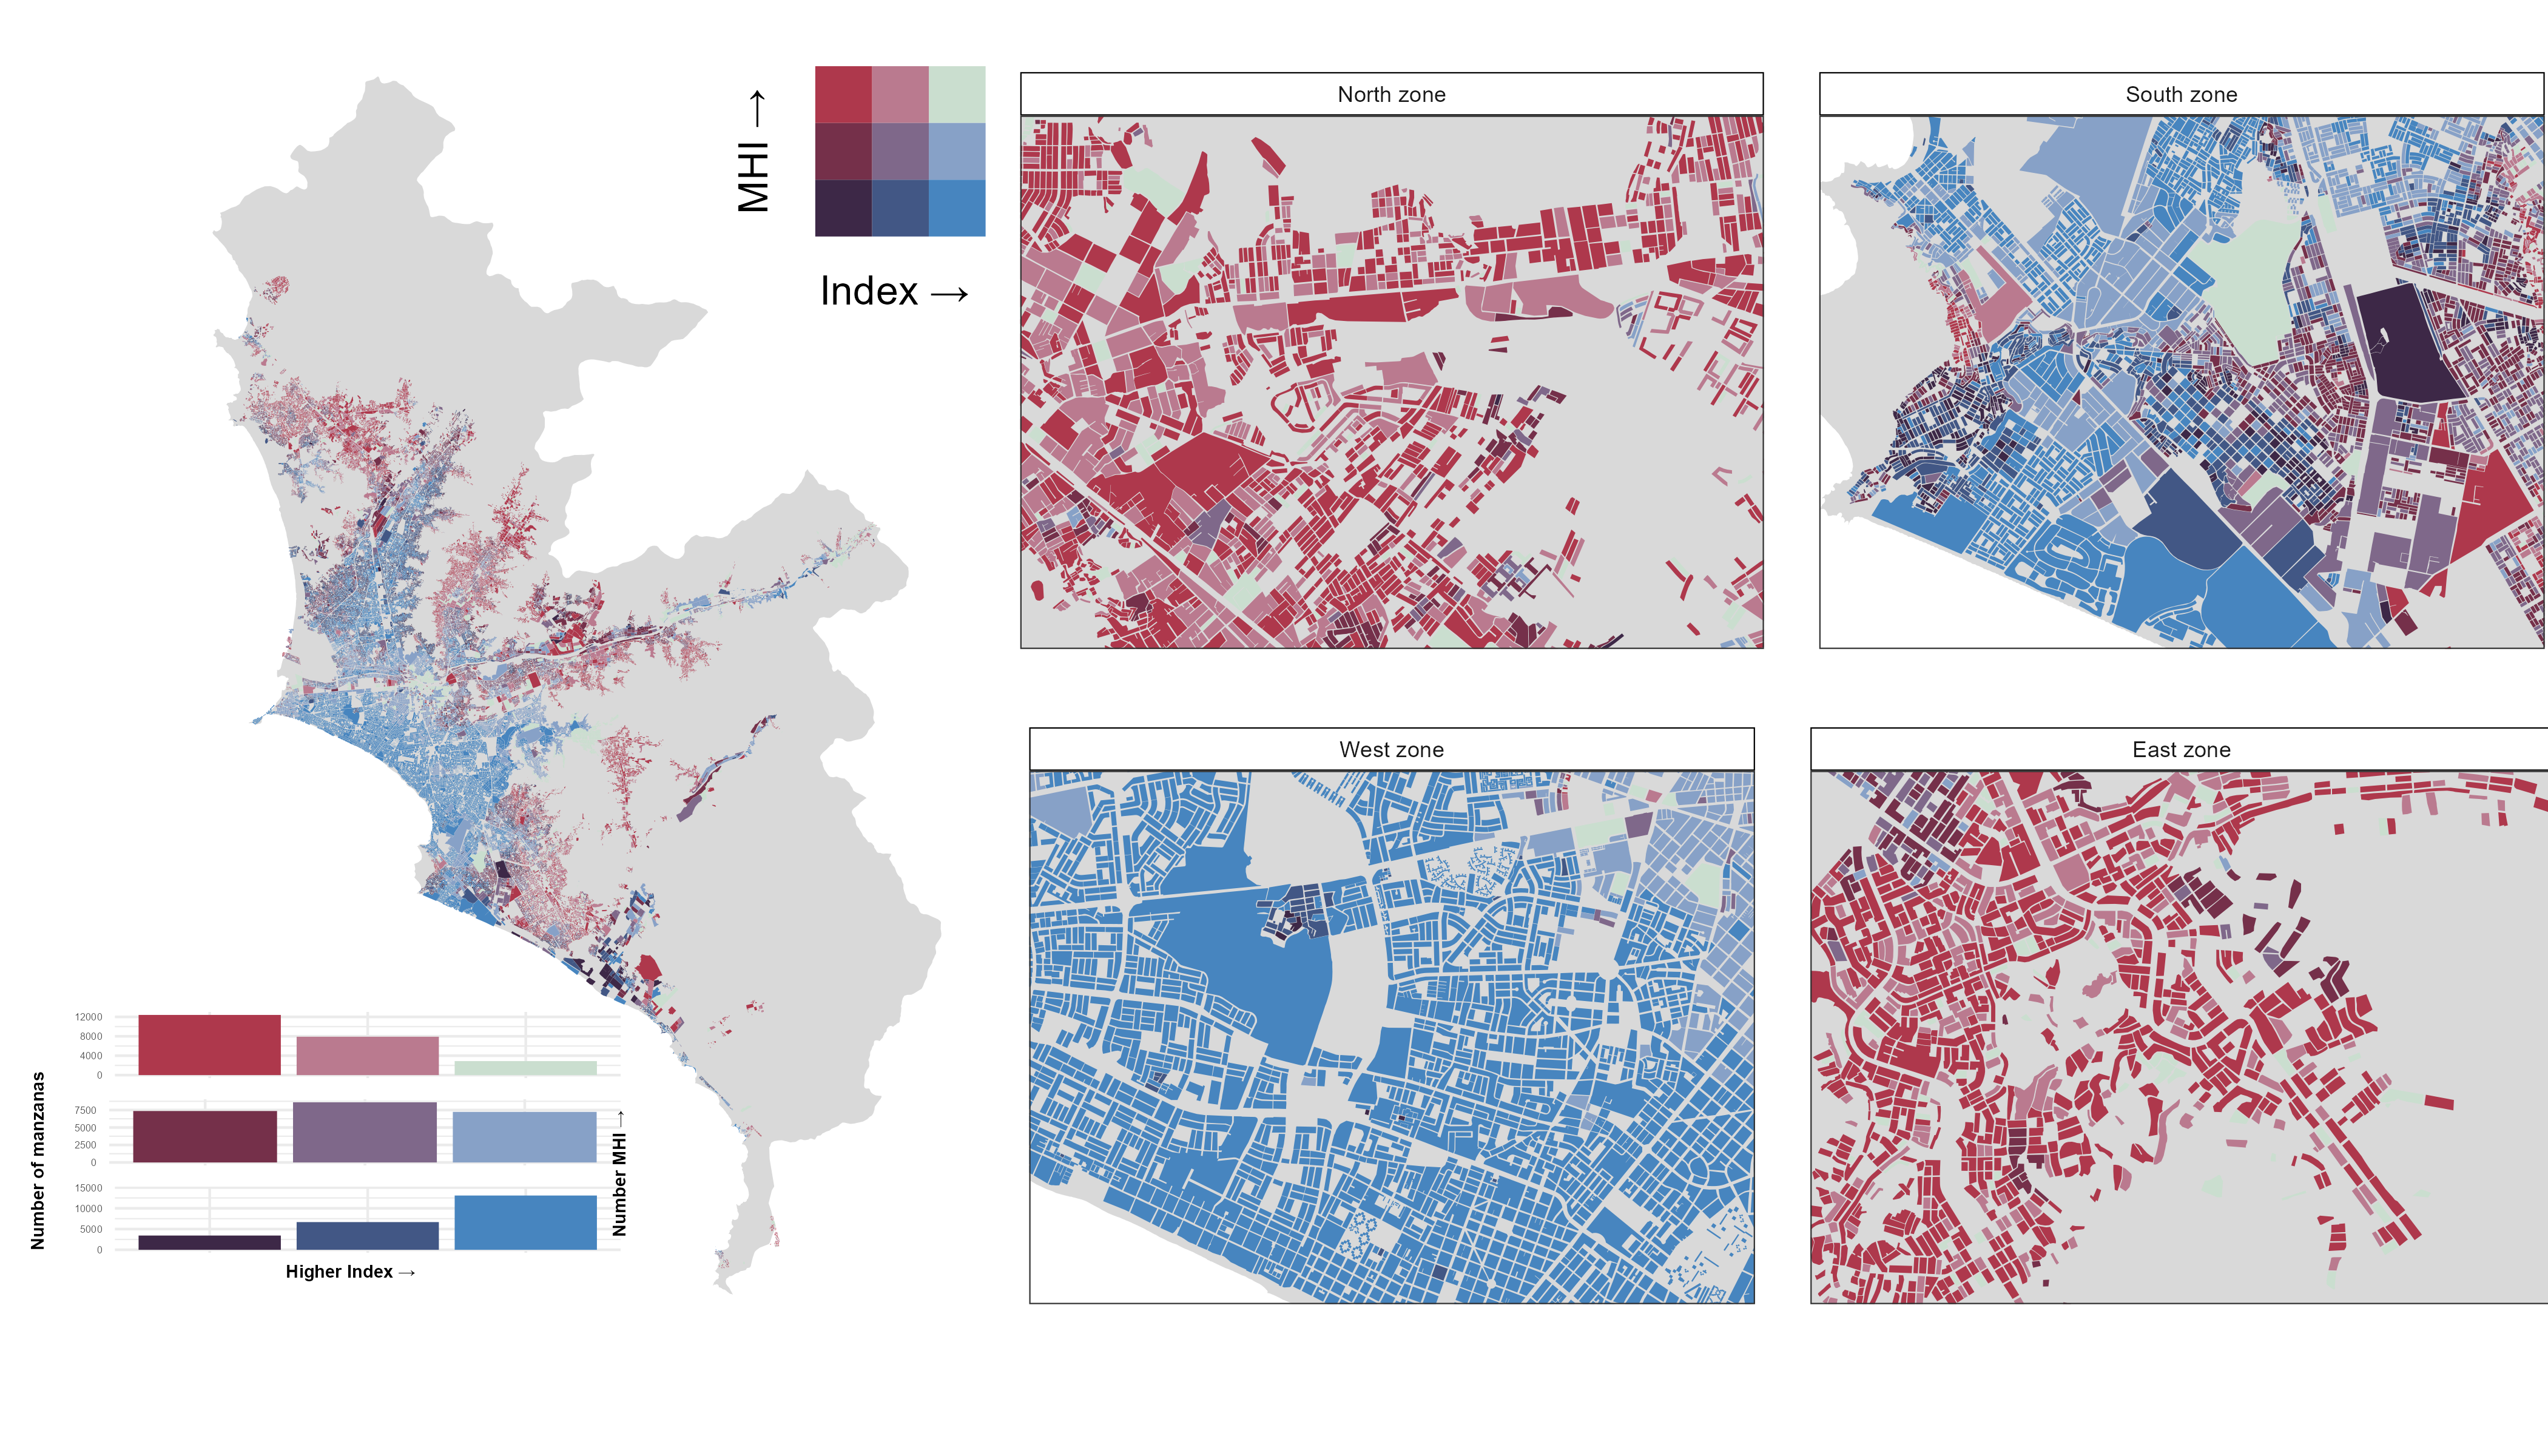 MHI →
Index →
North zone
South zone
West zone
East zone
12000
8000
4000
0
7500
5000
2500
0
15000
10000
5000
0
Number of manzanas
Higher Index →
Number MHI →